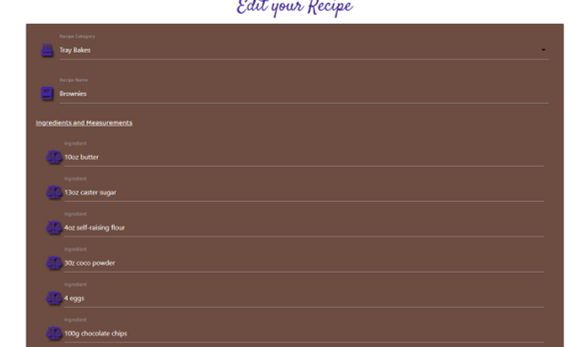 Edit your Recipe
Recipe Category
Tray Bakes
Recipe Name
Brownies
Ingredients and Measurements
Ingredient
10oz butter
Ingredient
13oz caster sugar
Ingredient
4oz self-raising flour
Ingredient
30z coco powder
Ingredient
4 eggs
Ingredient
100g chocolate chips